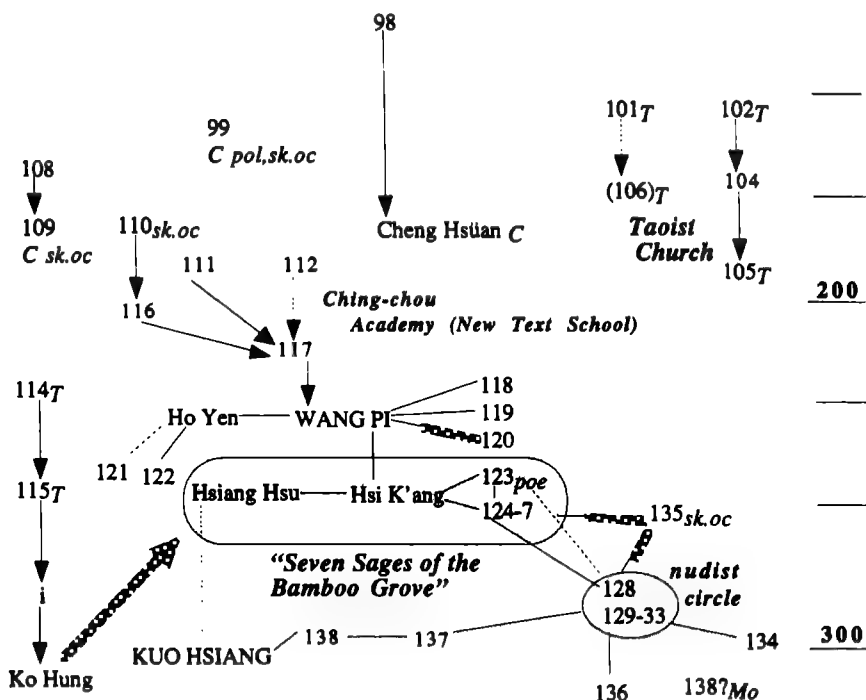 98
101T 102T
99
C pol,sk.oc
108
(106)T 104
109 110sk.oc Cheng Hsüan C Taoist
C sk.oc Church
111 112 105T
116 Ching-chou 200
Academy (New Text School)
117
114T 118
Ho Yen WANG PI 119
120
121 122
115T 123poe
Hsiang Hsu Hsi K'ang
124-7 135sk.oc
"Seven Sages of the nudist
Bamboo Grove" circle
i 128
129-33
KUO HSIANG 138 137 134 300
Ko Hung
136 138?Mo